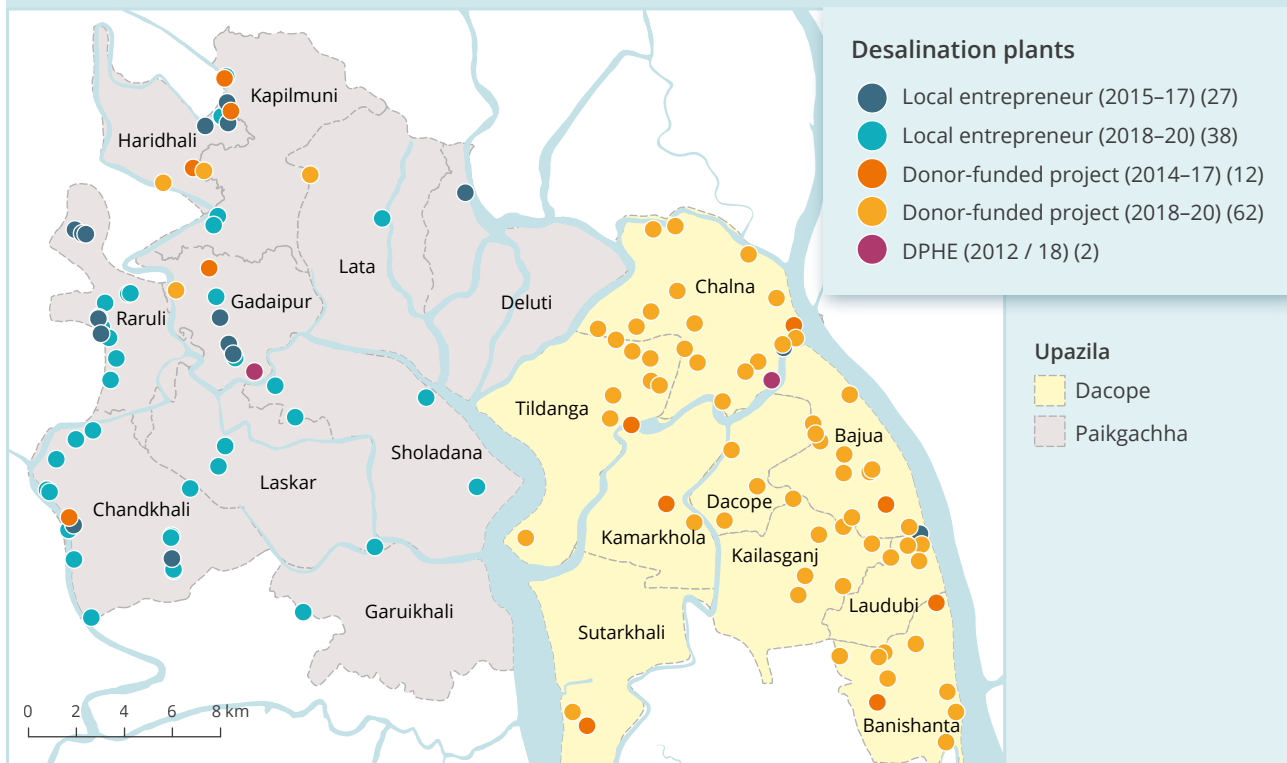 Desalination plants
Local entrepreneur (2015–17) (27)
Local entrepreneur (2018–20) (38)
Donor-funded project (2014–17) (12)
Donor-funded project (2018–20) (62)
DPHE (2012 / 18) (2)
Upazila
Dacope
Paikgachha
Kapilmuni
Haridhali
Lata
Deluti
Gadaipur
Raruli
Chalna
Tildanga
Bajua
Sholadana
Laskar
Chandkhali
Dacope
Kamarkhola
Kailasganj
Garuikhali
Laudubi
Sutarkhali
Banishanta
0 2 4 6 8 km